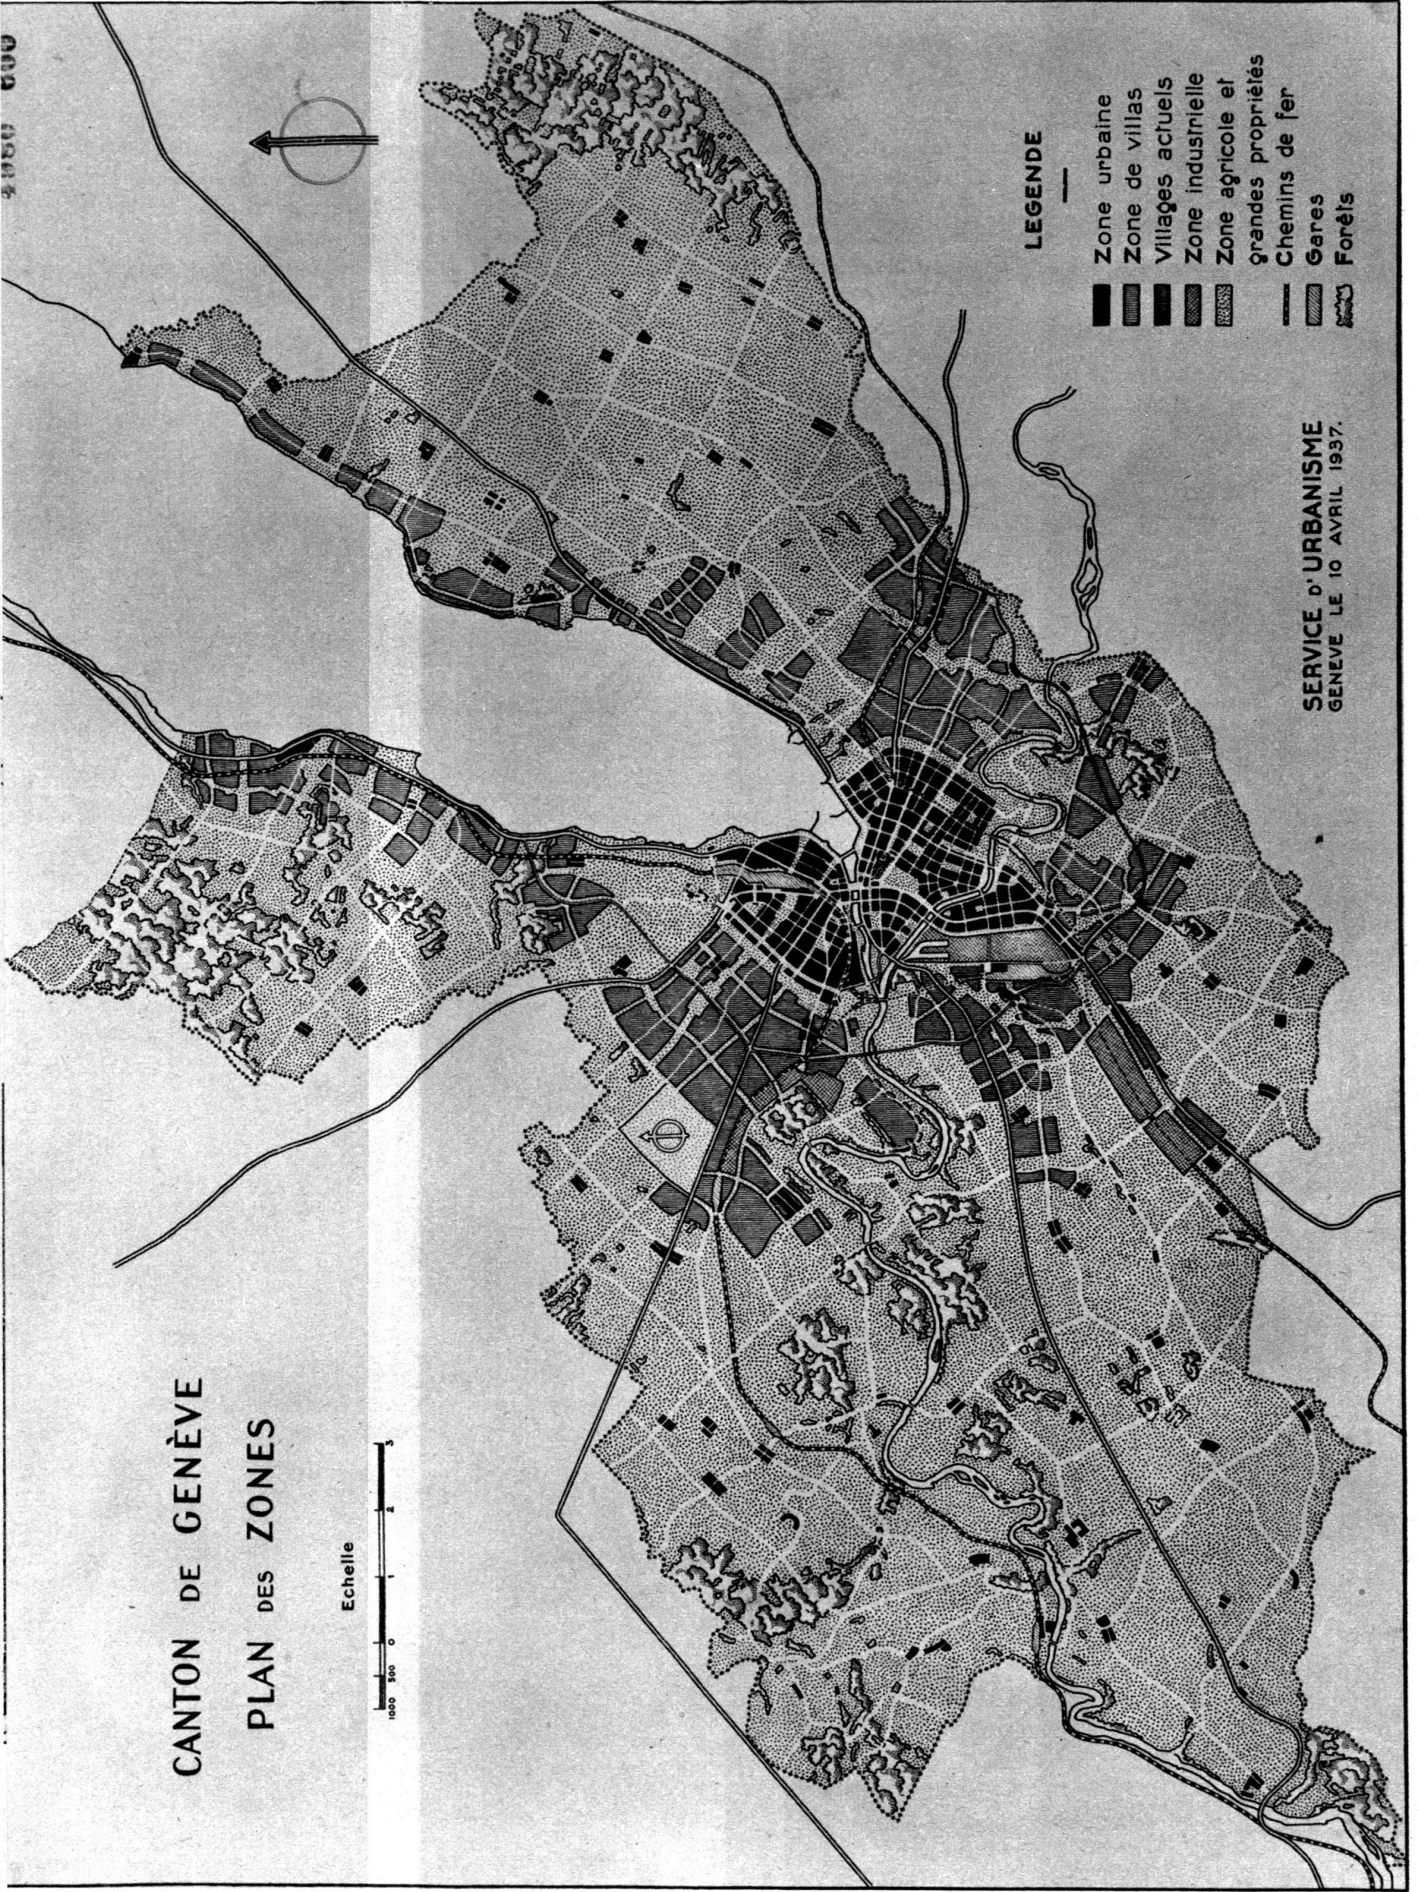 CANTON DE GENÈVE
PLAN DES ZONES
Echelle
1000 500 0 1 2 3
LEGENDE
Zone urbaine
Zone de villas
Villages actuels
Zone industrielle
Zone agricole et
grandes propriétés
Chemins de fer
Gares
Forêts
SERVICE D'URBANISME
GENEVE LE 10 AVRIL 1937.